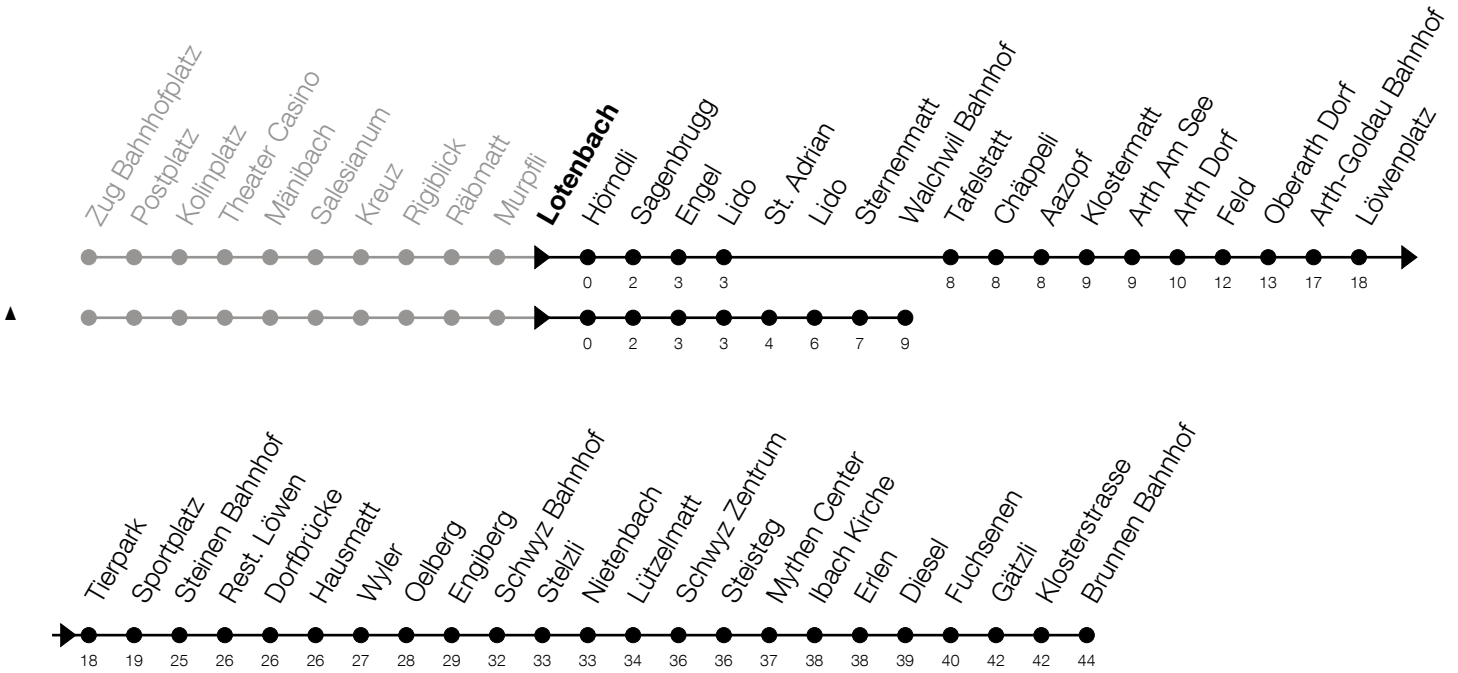 Zug Bahnhofplatz
Postplatz
Kolinplatz
Theater Casino
Mänibach
Salesianum
Kreuz
Rigiblick
Räbmatt
Murpfli
Lotenbach
Hörndli
Sagenbrugg
Engel
Lido
St. Adrian
Lido
Sternenmatt
Walchwil Bahnhof
Tafelstatt
Chäppeli
Aazopf
Klostermatt
Arth Am See
Arth Dorf
Feld
Oberarth Dorf
Arth-Goldau Bahnhof
Löwenplatz
0 2 3 3 8 8 8 9 9 10 12 13 17 18
0 2 3 3 4 6 7 9
Tierpark
Sportplatz
Steinen Bahnhof
Rest. Löwen
Dorfbrücke
Hausmatt
Wyler
Oelberg
Engiberg
Schwyz Bahnhof
Stelzli
Nietenbach
Lützelmatt
Schwyz Zentrum
Steisteg
Mythen Center
Ibach Kirche
Erlen
Diesel
Fuchsenen
Gätzli
Klosterstrasse
Brunnen Bahnhof
18 19 25 26 26 26 27 28 29 32 33 33 34 36 36 37 38 38 39 40 42 42 44